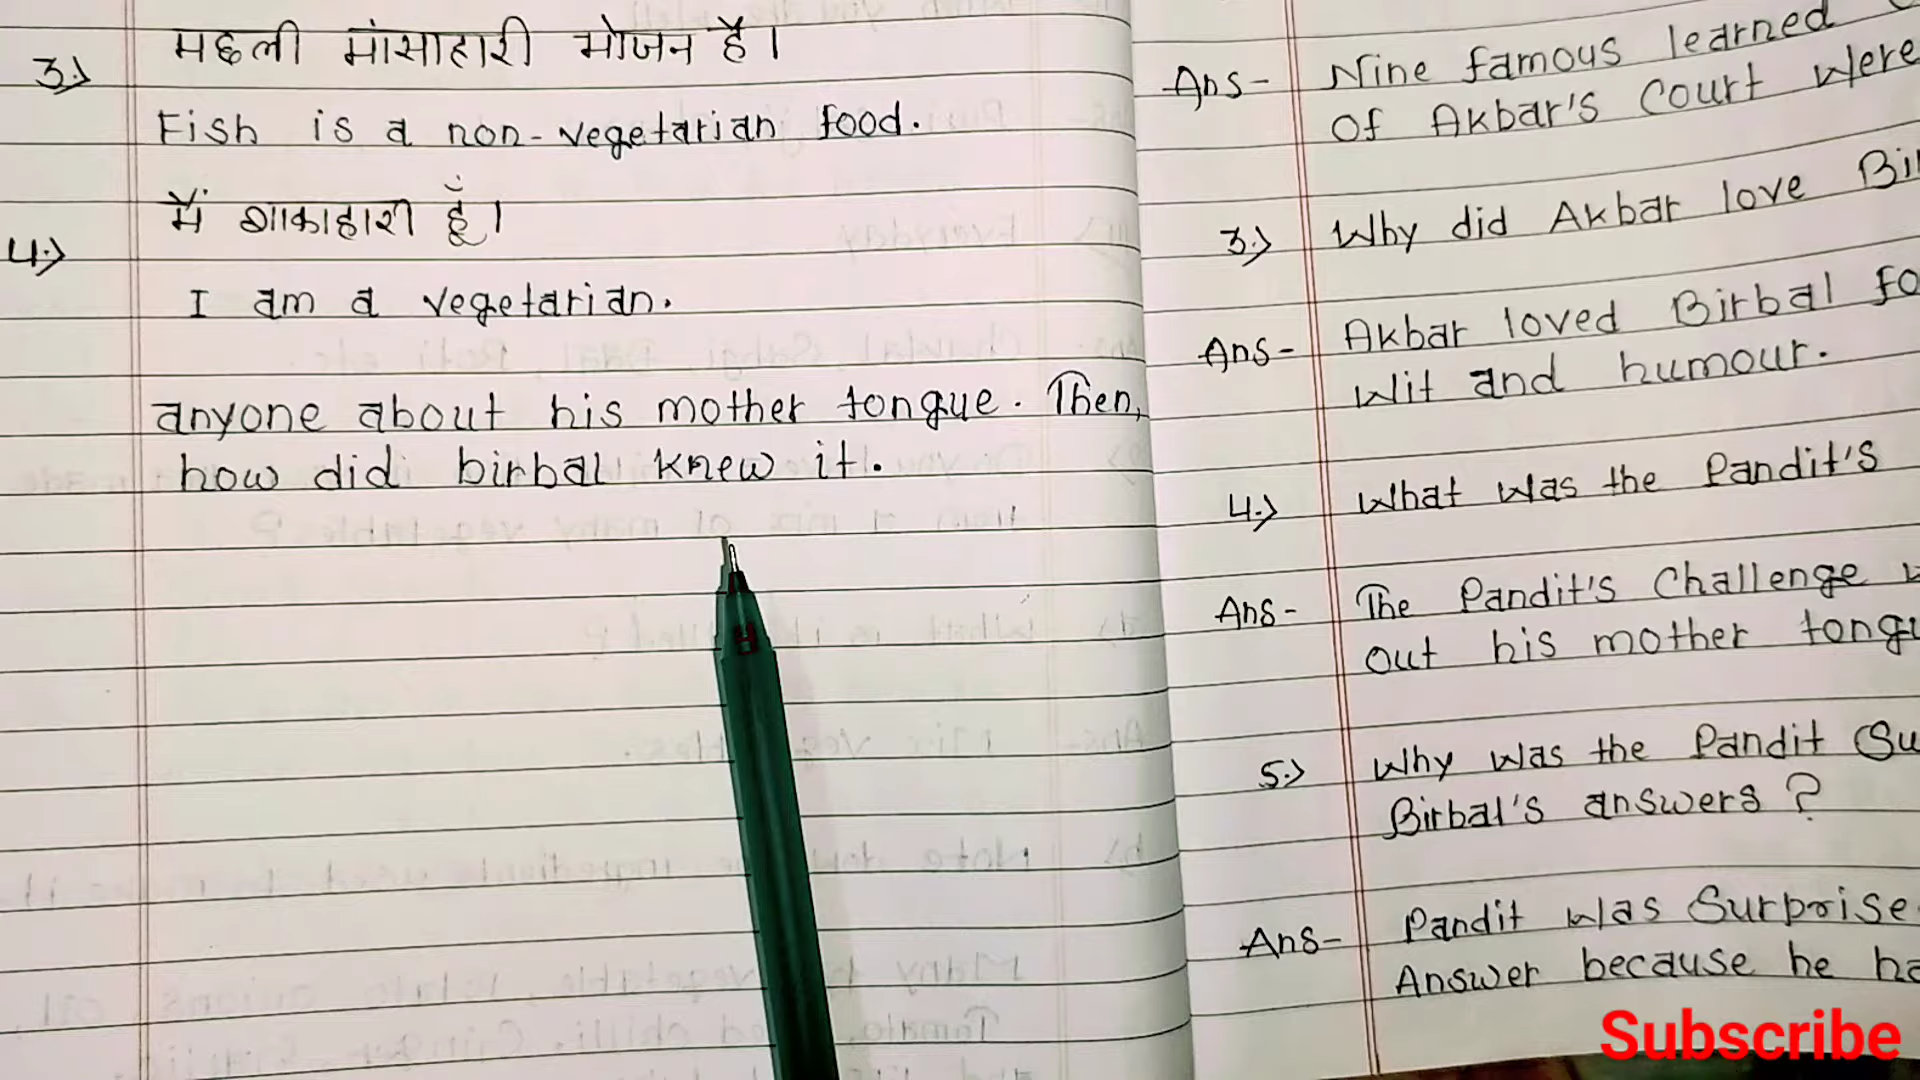 मछली मांसाहारी भोजन है।
3.)
Fish is a non-vegetarian food.
मैं शाकाहारी हूँ।
4.)
I am a vegetarian.
anyone about his mother tongue. Then,
how did birbal knew it.
Ans- Nine famous learned
of Akbar's Court were
3.) Why did Akbar love
Ans- Akbar loved Birbal
Wit and humour.
4.) What was the Pandit's
Ans- The Pandit's Challenge
out his mother
5.) Why was the Pandit
Birbal's answers ?
Ans- Pandit was
Answer because he
Subscribe